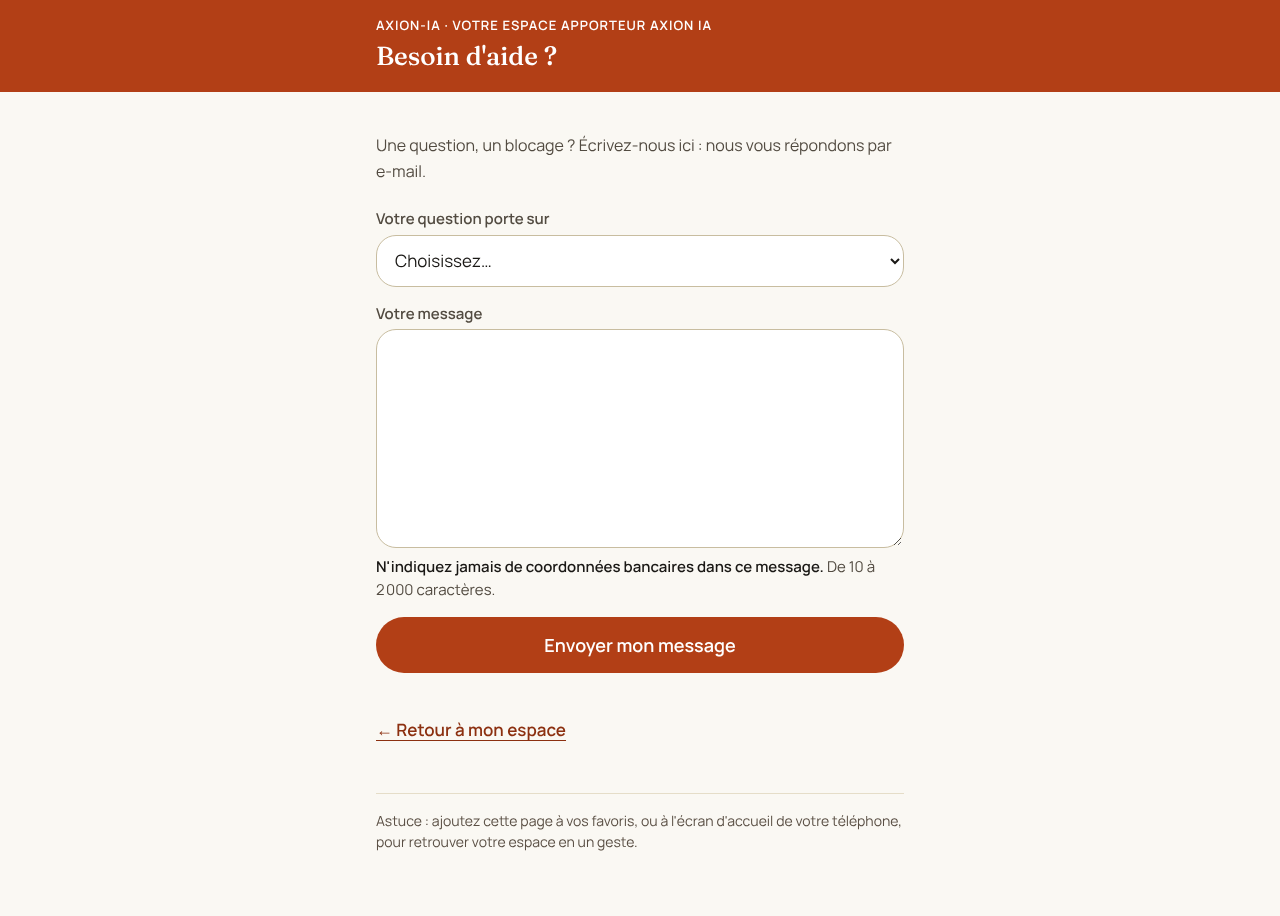 AXION-IA · VOTRE ESPACE APPORTEUR AXION IA
Besoin d'aide ?
Une question, un blocage ? Écrivez-nous ici : nous vous répondons par
e-mail.
Votre question porte sur
Choisissez…
Votre message
N'indiquez jamais de coordonnées bancaires dans ce message. De 10 à
2 000 caractères.
Envoyer mon message
← Retour à mon espace
Astuce : ajoutez cette page à vos favoris, ou à l'écran d'accueil de votre téléphone,
pour retrouver votre espace en un geste.